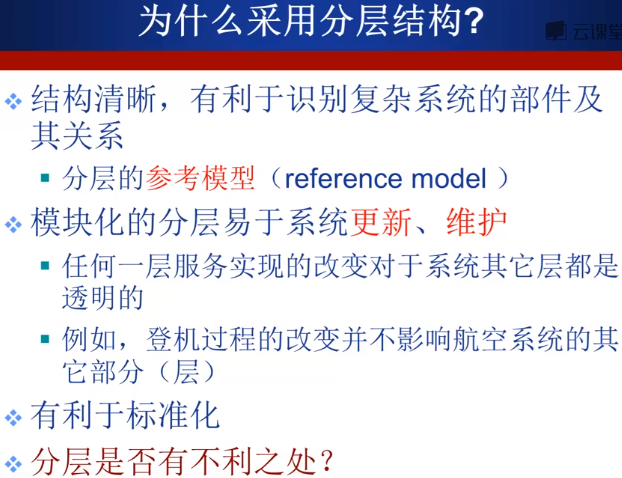 为什么采用分层结构?
云课堂
结构清晰，有利于识别复杂系统的部件及
其关系
分层的参考模型（reference model ）
模块化的分层易于系统更新、维护
任何一层服务实现的改变对于系统其它层都是
透明的
例如，登机过程的改变并不影响航空系统的其
它部分（层）
有利于标准化
分层是否有不利之处？